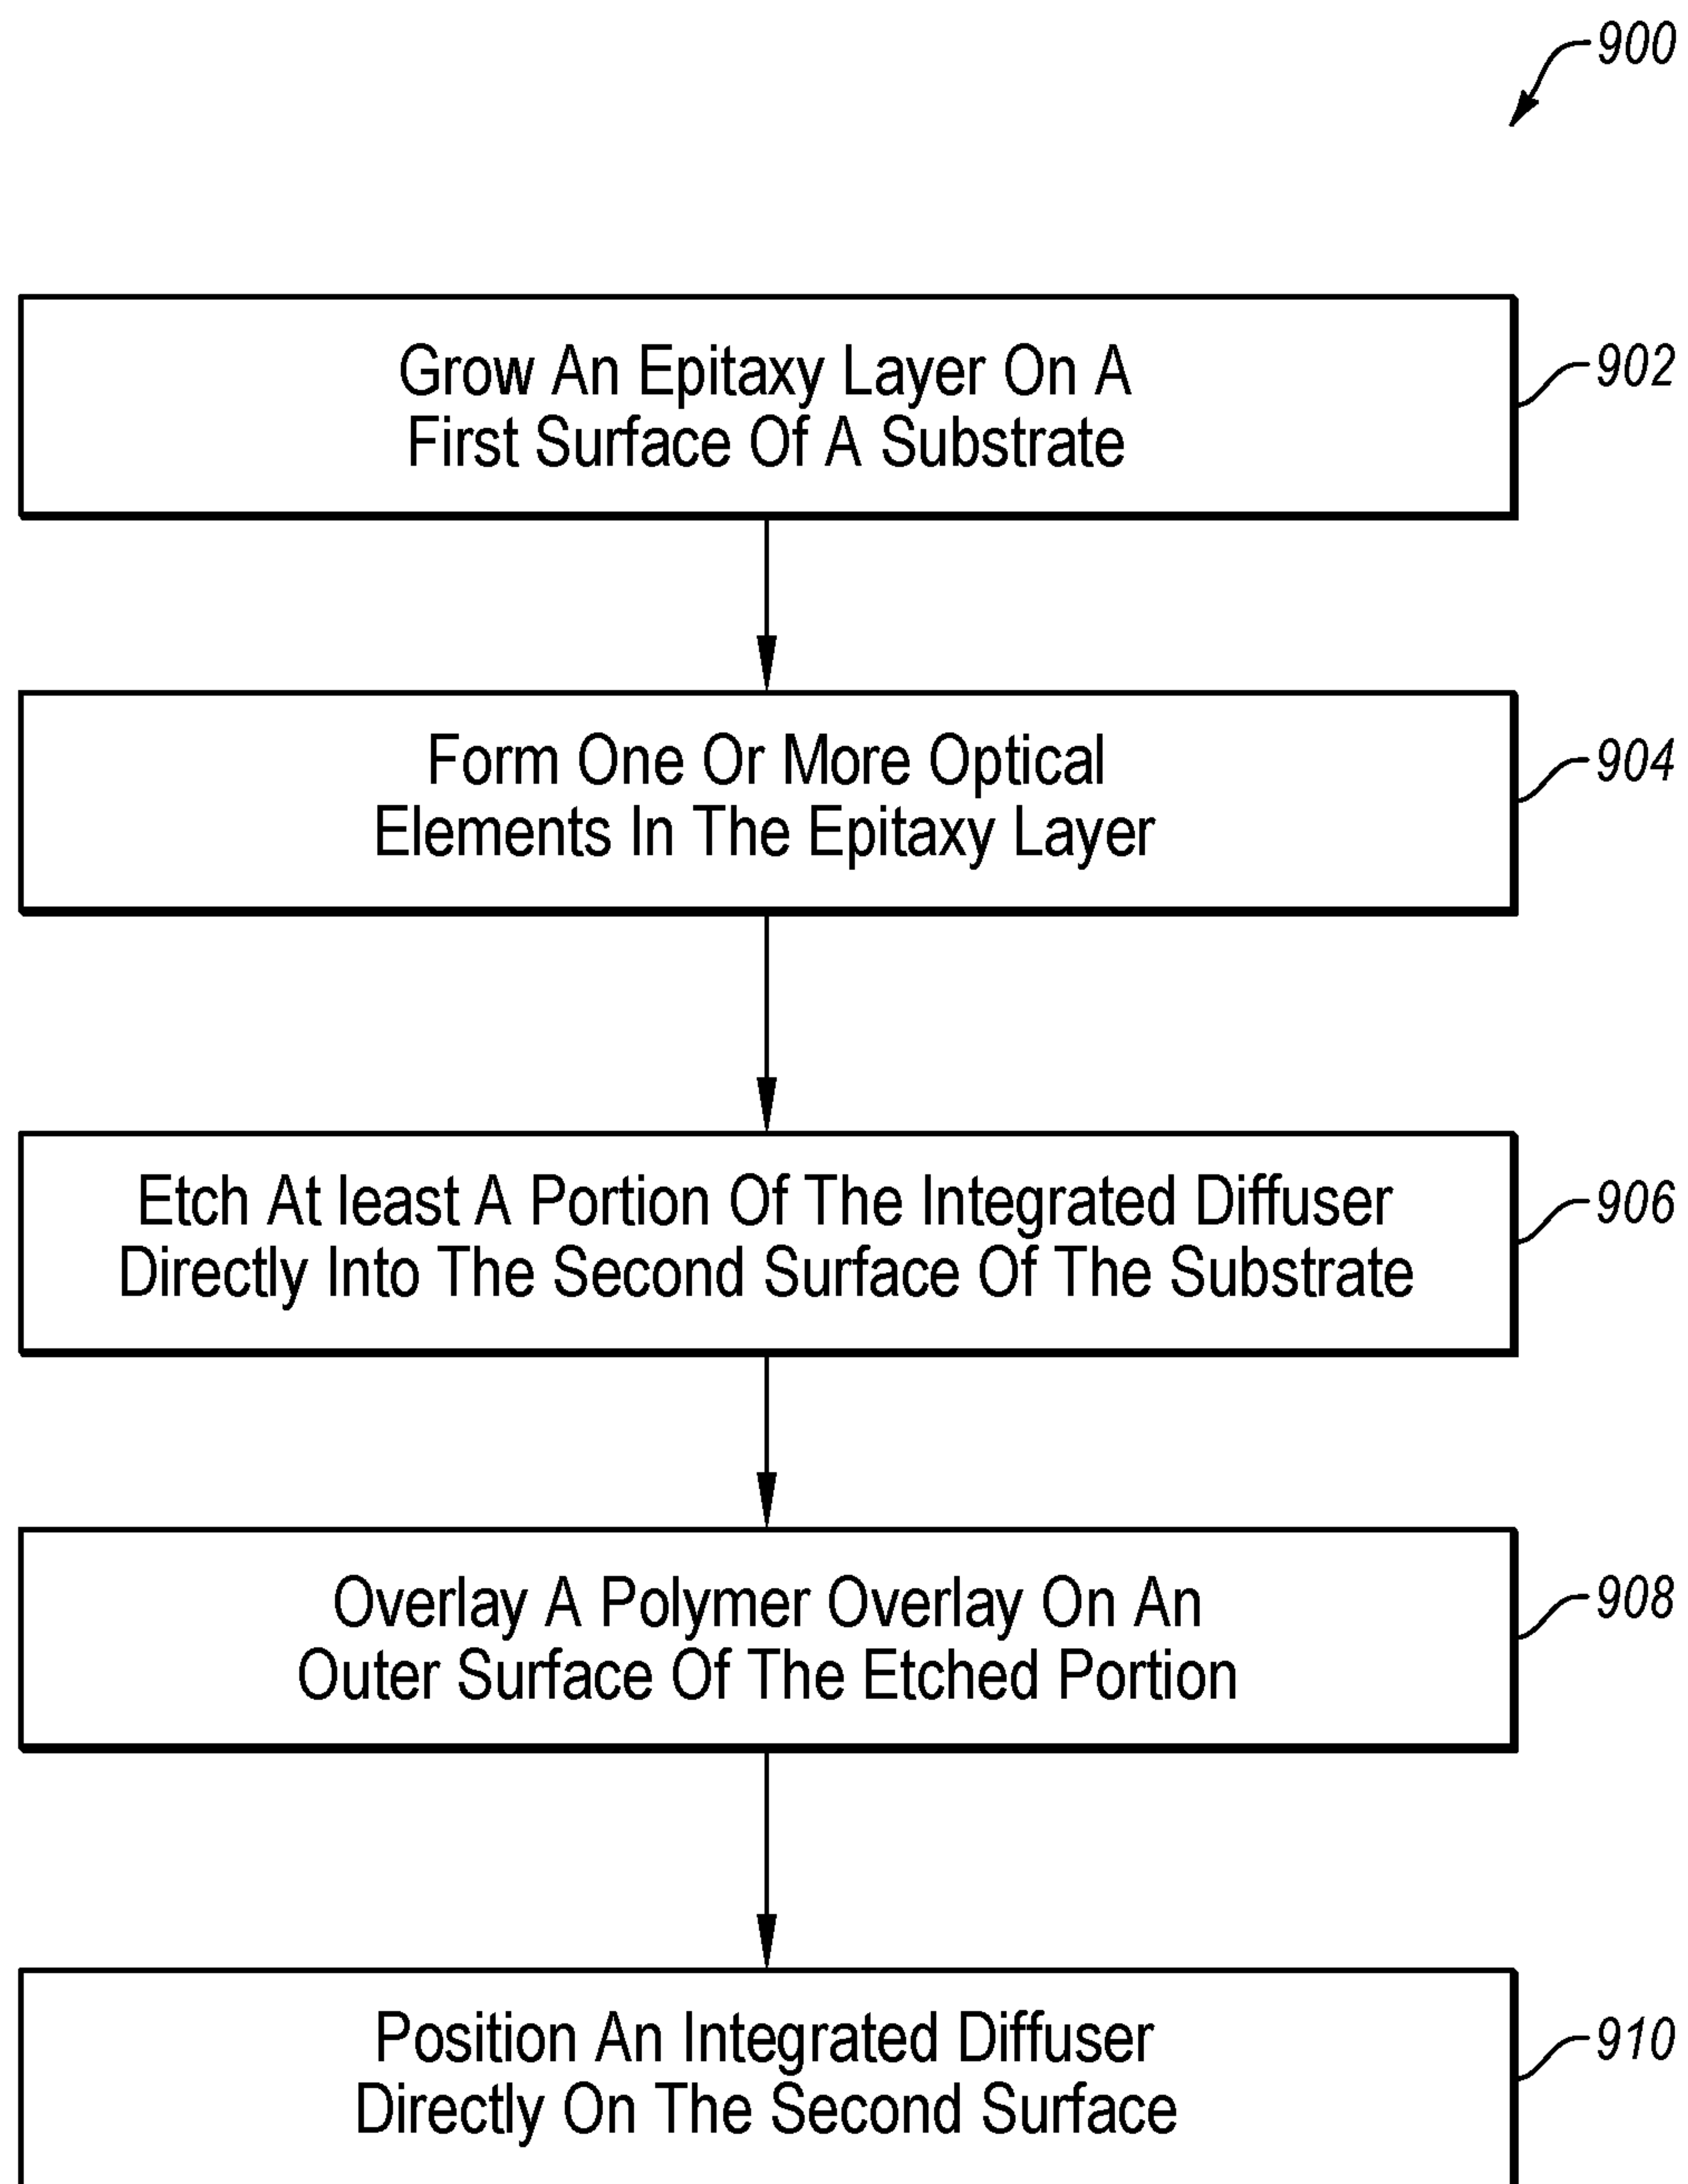 900
Grow An Epitaxy Layer On A
First Surface Of A Substrate
902
Form One Or More Optical
Elements In The Epitaxy Layer
904
Etch At least A Portion Of The Integrated Diffuser
Directly Into The Second Surface Of The Substrate
906
Overlay A Polymer Overlay On An
Outer Surface Of The Etched Portion
908
Position An Integrated Diffuser
Directly On The Second Surface
910